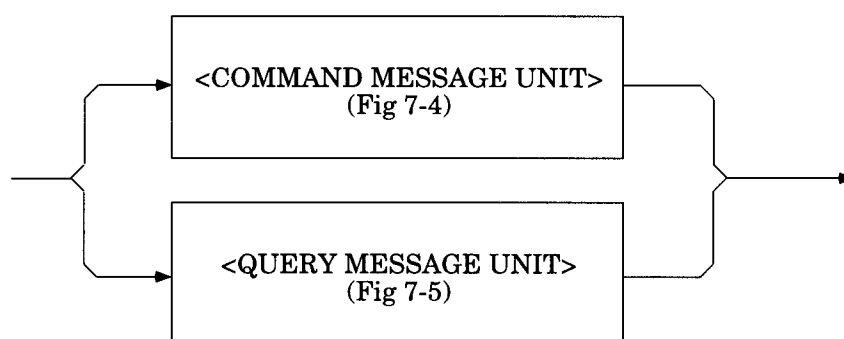 <COMMAND MESSAGE UNIT>
(Fig 7-4)
<QUERY MESSAGE UNIT>
(Fig 7-5)